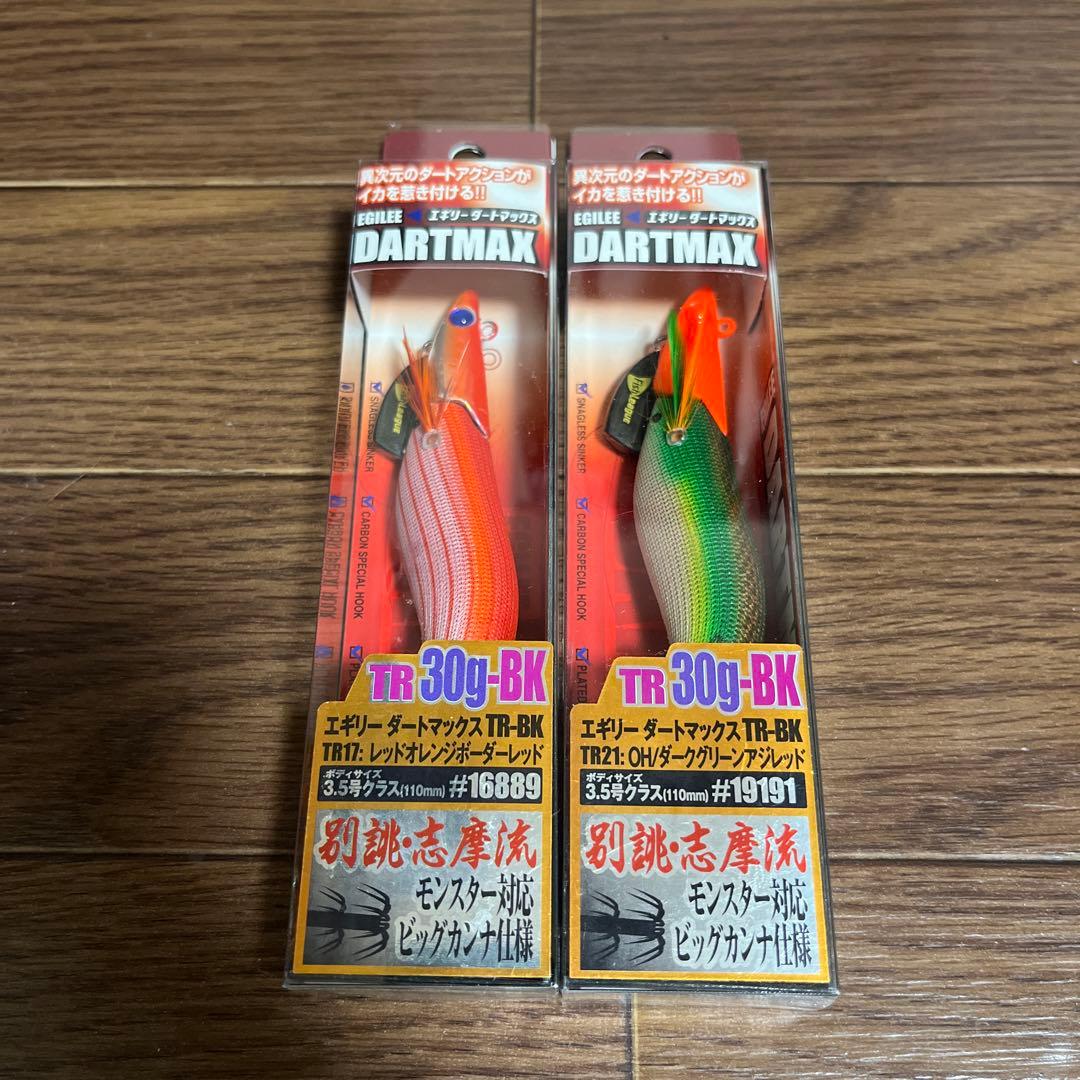 異次元のダートアクションが
イカを惹き付ける!!
EGILEE エギリーダートマックス
DARTMAX
Fish League
SNAGLESS SINKER
CARBON SPECIAL HOOK
TR 30g-BK
エギリー ダートマックス TR-BK
TR17: レッドオレンジボーダーレッド
ボディサイズ
3.5号クラス(110mm) #16889
別誂・志摩流
モンスター対応
ビッグカンナ仕様
異次元のダートアクションが
イカを惹き付ける!!
EGILEE エギリーダートマックス
DARTMAX
Fish League
SNAGLESS SINKER
CARBON SPECIAL HOOK
PLATED
TR 30g-BK
エギリー ダートマックス TR-BK
TR21: OH/ダークグリーンアジレッド
ボディサイズ
3.5号クラス(110mm) #19191
別誂・志摩流
モンスター対応
ビッグカンナ仕様